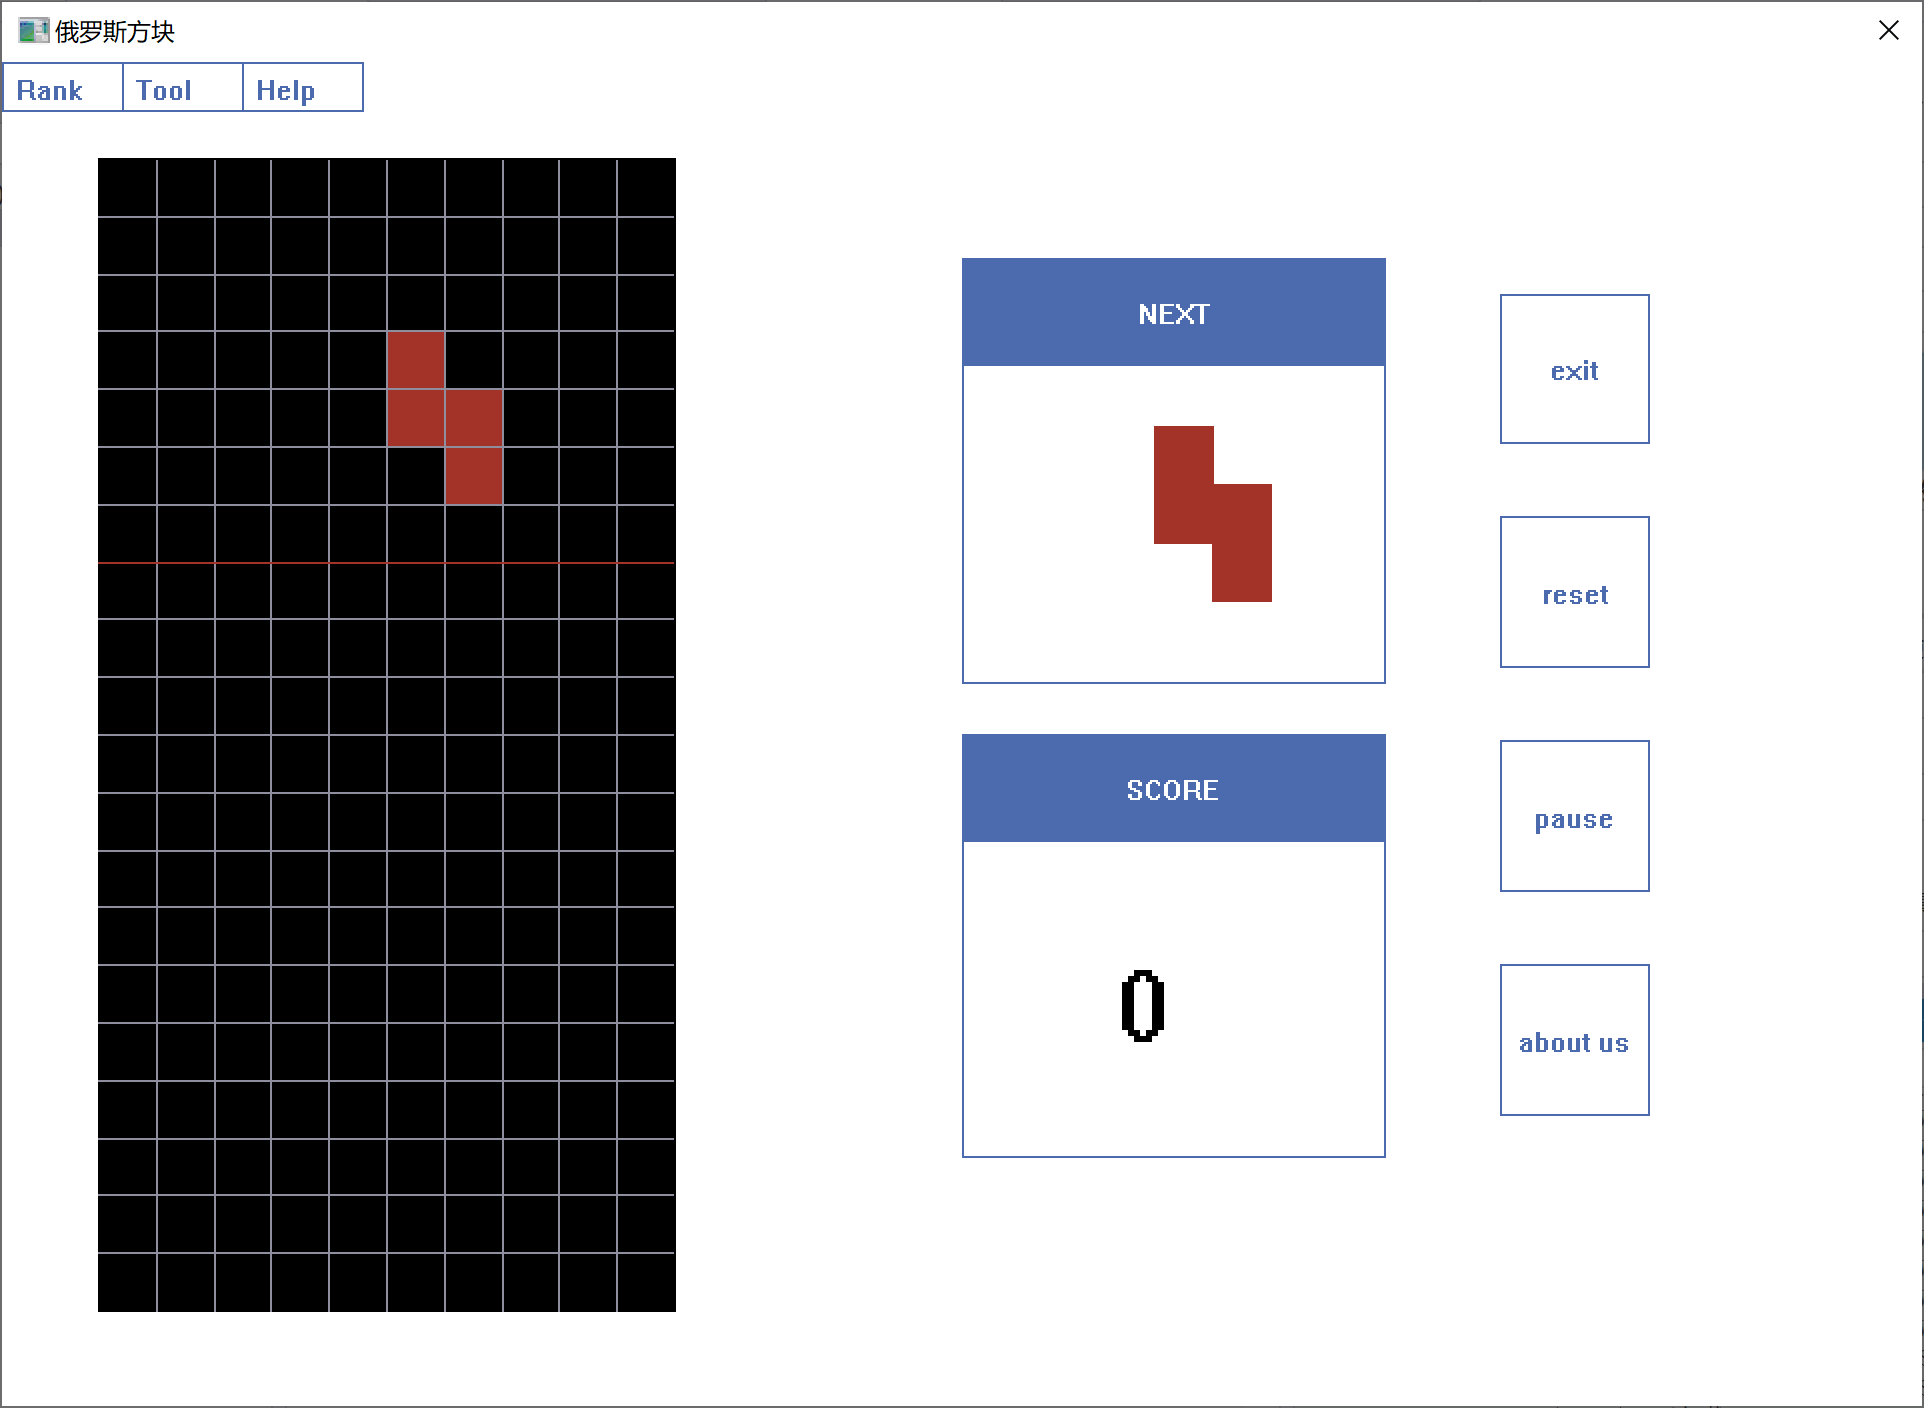 俄罗斯方块
Rank
Tool
Help
NEXT
exit
reset
SCORE
pause
0
about us